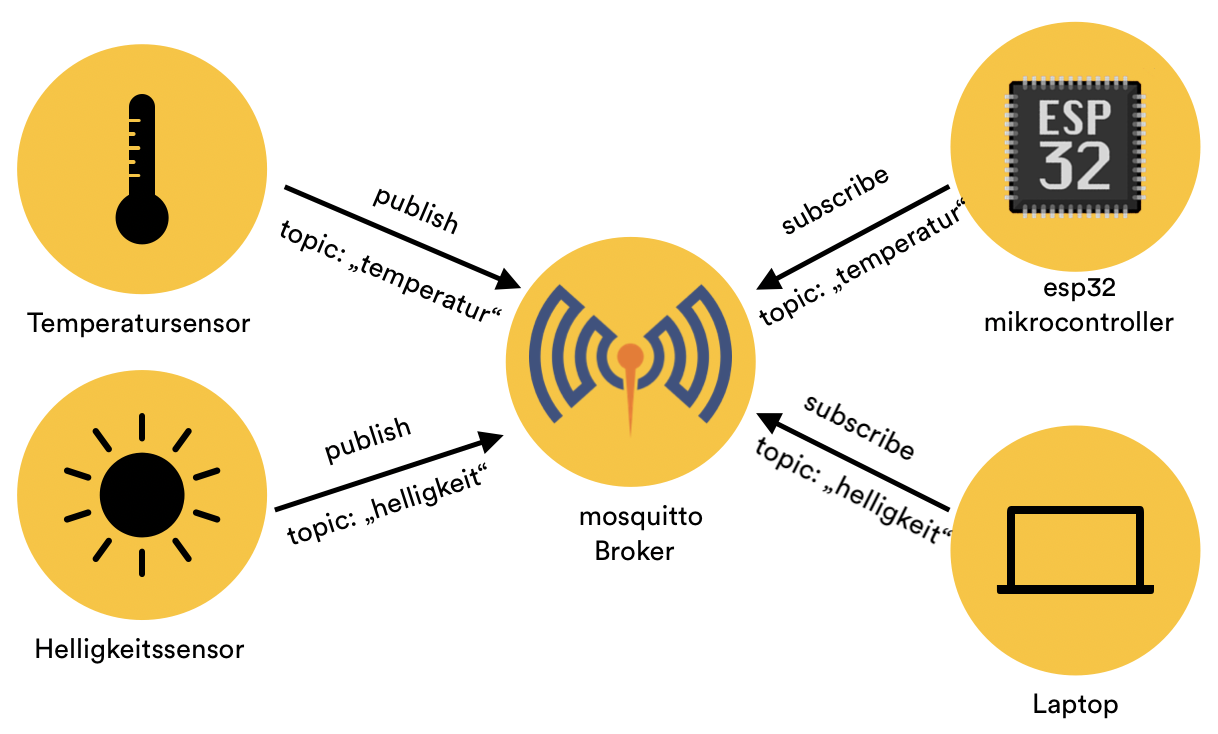 publish
topic: „temperatur“
Temperatursensor
publish
topic: „helligkeit“
Helligkeitssensor
mosquitto
Broker
subscribe
topic: „temperatur“
ESP
32
esp32
mikrocontroller
subscribe
topic: „helligkeit“
Laptop